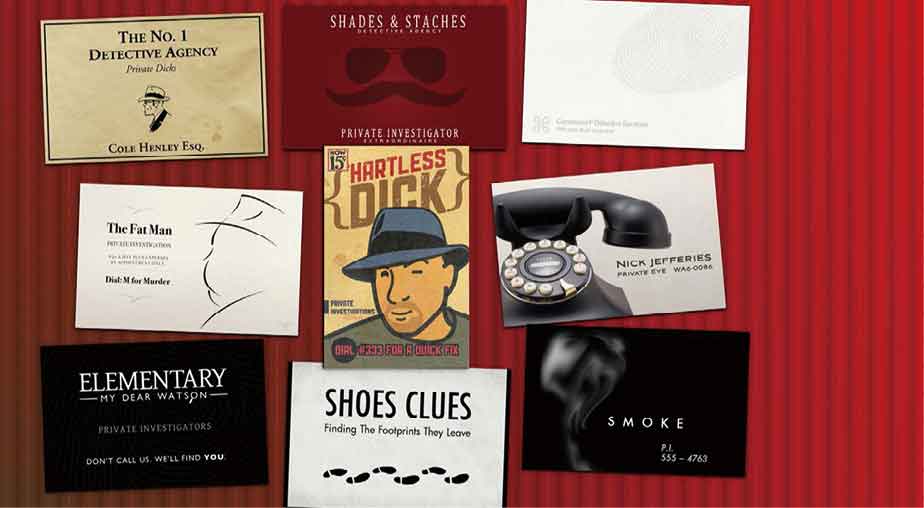 THE NO. 1
DETECTIVE AGENCY
Private Dicks
COLE HENLEY ESQ.
SHADES & STACHES
DETECTIVE AGENCY
PRIVATE INVESTIGATOR
EXTRAORDINAIRE
The Fat Man
PRIVATE INVESTIGATION
Dial: M for Murder
NOW
15¢
HARTLESS
DICK
PRIVATE
INVESTIGATIONS
DIAL #333 FOR A QUICK FIX
NICK JEFFERIES
PRIVATE EYE WA6-0086
ELEMENTARY
MY DEAR WATSON
PRIVATE INVESTIGATORS
DON'T CALL US. WE'LL FIND YOU.
SHOES CLUES
Finding The Footprints They Leave
SMOKE
P.I.
555 – 4763